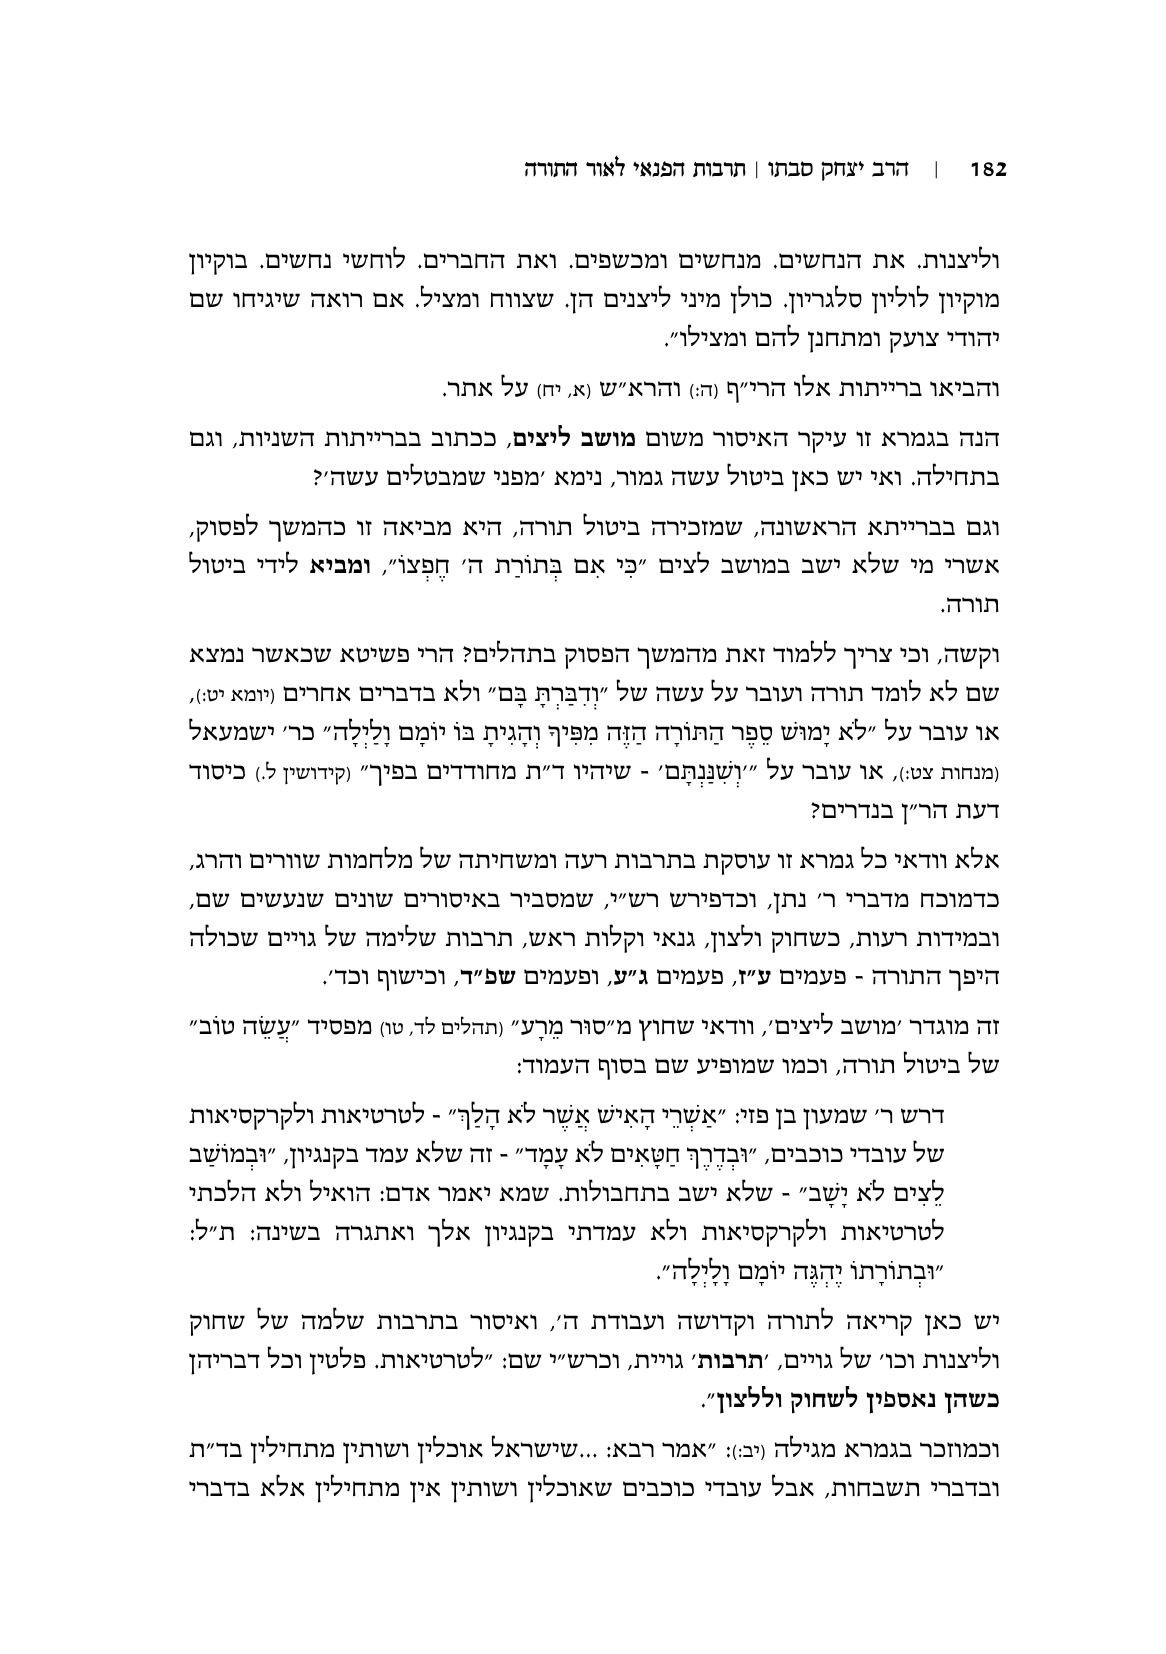 182 | הרב יצחק סבתו | תרבות הפנאי לאור התורה
וליצנות. את הנחשים. מנחשים ומכשפים. ואת החברים. לוחשי נחשים. בוקיון
מוקיון לוליון סלגריון. כולן מיני ליצנים הן. שצווח ומציל. אם רואה שיגיחו שם
יהודי צועק ומתחנן להם ומצילו״.
והביאו ברייתות אלו הרי״ף (ה:) והרא״ש (א, יח) על אתר.
הנה בגמרא זו עיקר האיסור משום מושב ליצים, ככתוב בברייתות השניות, וגם
בתחילה. ואי יש כאן ביטול עשה גמור, נימא ׳מפני שמבטלים עשה׳?
וגם בברייתא הראשונה, שמזכירה ביטול תורה, היא מביאה זו כהמשך לפסוק,
אשרי מי שלא ישב במושב לצים ״כִּי אִם בְּתוֹרַת ה׳ חֶפְצוֹ״, ומביא לידי ביטול
תורה.
וקשה, וכי צריך ללמוד זאת מהמשך הפסוק בתהלים? הרי פשיטא שכאשר נמצא
שם לא לומד תורה ועובר על עשה של ״וְדִבַּרְתָּ בָּם״ ולא בדברים אחרים (יומא יט:),
או עובר על ״לֹא יָמוּשׁ סֵפֶר הַתּוֹרָה הַזֶּה מִפִּיךָ וְהָגִיתָ בּוֹ יוֹמָם וָלַיְלָה״ כר׳ ישמעאל
(מנחות צט:), או עובר על ״׳וְשִׁנַּנְתָּם׳ - שיהיו ד״ת מחודדים בפיך״ (קידושין ל.) כיסוד
דעת הר״ן בנדרים?
אלא וודאי כל גמרא זו עוסקת בתרבות רעה ומשחיתה של מלחמות שוורים והרג,
כדמוכח מדברי ר׳ נתן, וכדפירש רש״י, שמסביר באיסורים שונים שנעשים שם,
ובמידות רעות, כשחוק ולצון, גנאי וקלות ראש, תרבות שלימה של גויים שכולה
היפך התורה - פעמים ע״ז, פעמים ג״ע, ופעמים שפ״ד, וכישוף וכד׳.
זה מוגדר ׳מושב ליצים׳, וודאי שחוץ מ״סוּר מֵרָע״ (תהלים לד, טו) מפסיד ״עֲשֵׂה טוֹב״
של ביטול תורה, וכמו שמופיע שם בסוף העמוד:
דרש ר׳ שמעון בן פזי: ״אַשְׁרֵי הָאִישׁ אֲשֶׁר לֹא הָלַךְ״ - לטרטיאות ולקרקסיאות
של עובדי כוכבים, ״וּבְדֶרֶךְ חַטָּאִים לֹא עָמָד״ - זה שלא עמד בקנגיון, ״וּבְמוֹשַׁב
לֵצִים לֹא יָשָׁב״ - שלא ישב בתחבולות. שמא יאמר אדם: הואיל ולא הלכתי
לטרטיאות ולקרקסיאות ולא עמדתי בקנגיון אלך ואתגרה בשינה: ת״ל:
״וּבְתוֹרָתוֹ יֶהְגֶּה יוֹמָם וָלָיְלָה״.
יש כאן קריאה לתורה וקדושה ועבודת ה׳, ואיסור בתרבות שלמה של שחוק
וליצנות וכו׳ של גויים, ׳תרבות׳ גויית, וכרש״י שם: ״לטרטיאות. פלטין וכל דבריהן
כשהן נאספין לשחוק וללצון״.
וכמוזכר בגמרא מגילה (יב:): ״אמר רבא: ...שישראל אוכלין ושותין מתחילין בד״ת
ובדברי תשבחות, אבל עובדי כוכבים שאוכלין ושותין אין מתחילין אלא בדברי